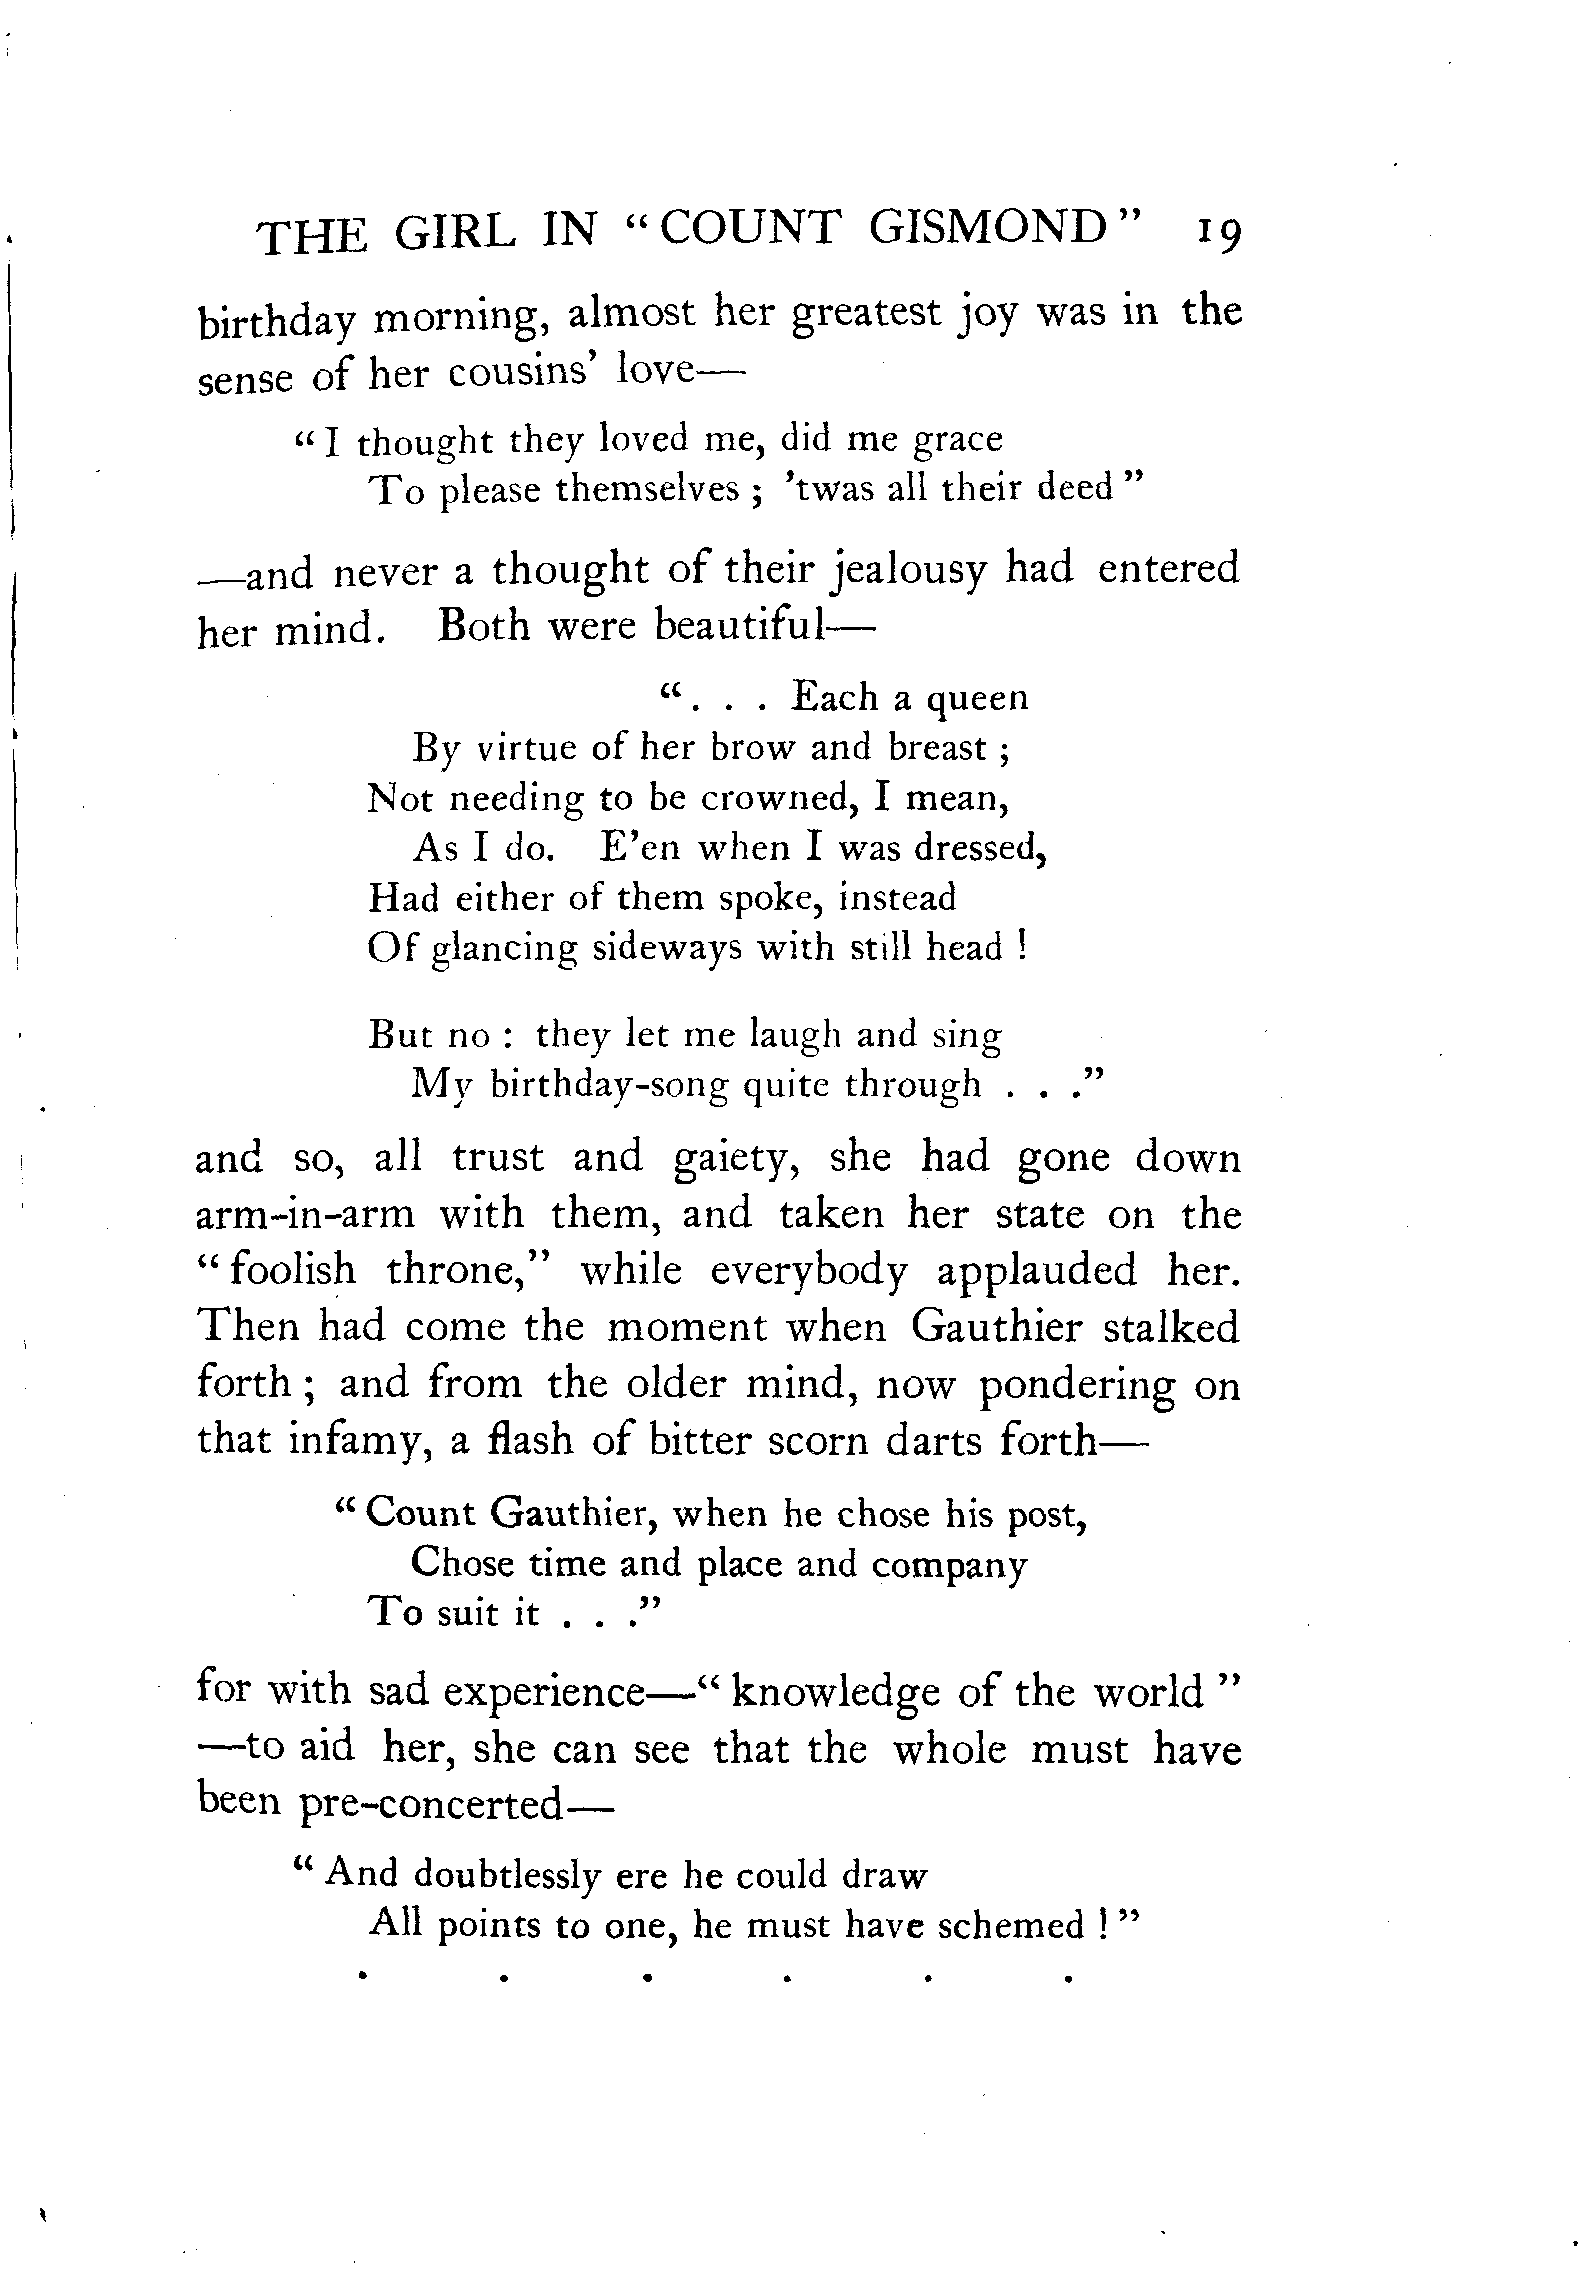 THE GIRL IN “COUNT GISMOND” 19
birthday morning, almost her greatest joy was in the
sense of her cousins’ love—
“I thought they loved me, did me grace
To please themselves ; ’twas all their deed”
—and never a thought of their jealousy had entered
her mind. Both were beautiful—
“. . . Each a queen
By virtue of her brow and breast ;
Not needing to be crowned, I mean,
As I do. E’en when I was dressed,
Had either of them spoke, instead
Of glancing sideways with still head !
But no : they let me laugh and sing
My birthday-song quite through . . .”
and so, all trust and gaiety, she had gone down
arm-in-arm with them, and taken her state on the
“foolish throne,” while everybody applauded her.
Then had come the moment when Gauthier stalked
forth ; and from the older mind, now pondering on
that infamy, a flash of bitter scorn darts forth—
“Count Gauthier, when he chose his post,
Chose time and place and company
To suit it . . .”
for with sad experience—“knowledge of the world”
—to aid her, she can see that the whole must have
been pre-concerted—
“And doubtlessly ere he could draw
All points to one, he must have schemed !”
. . . . . .